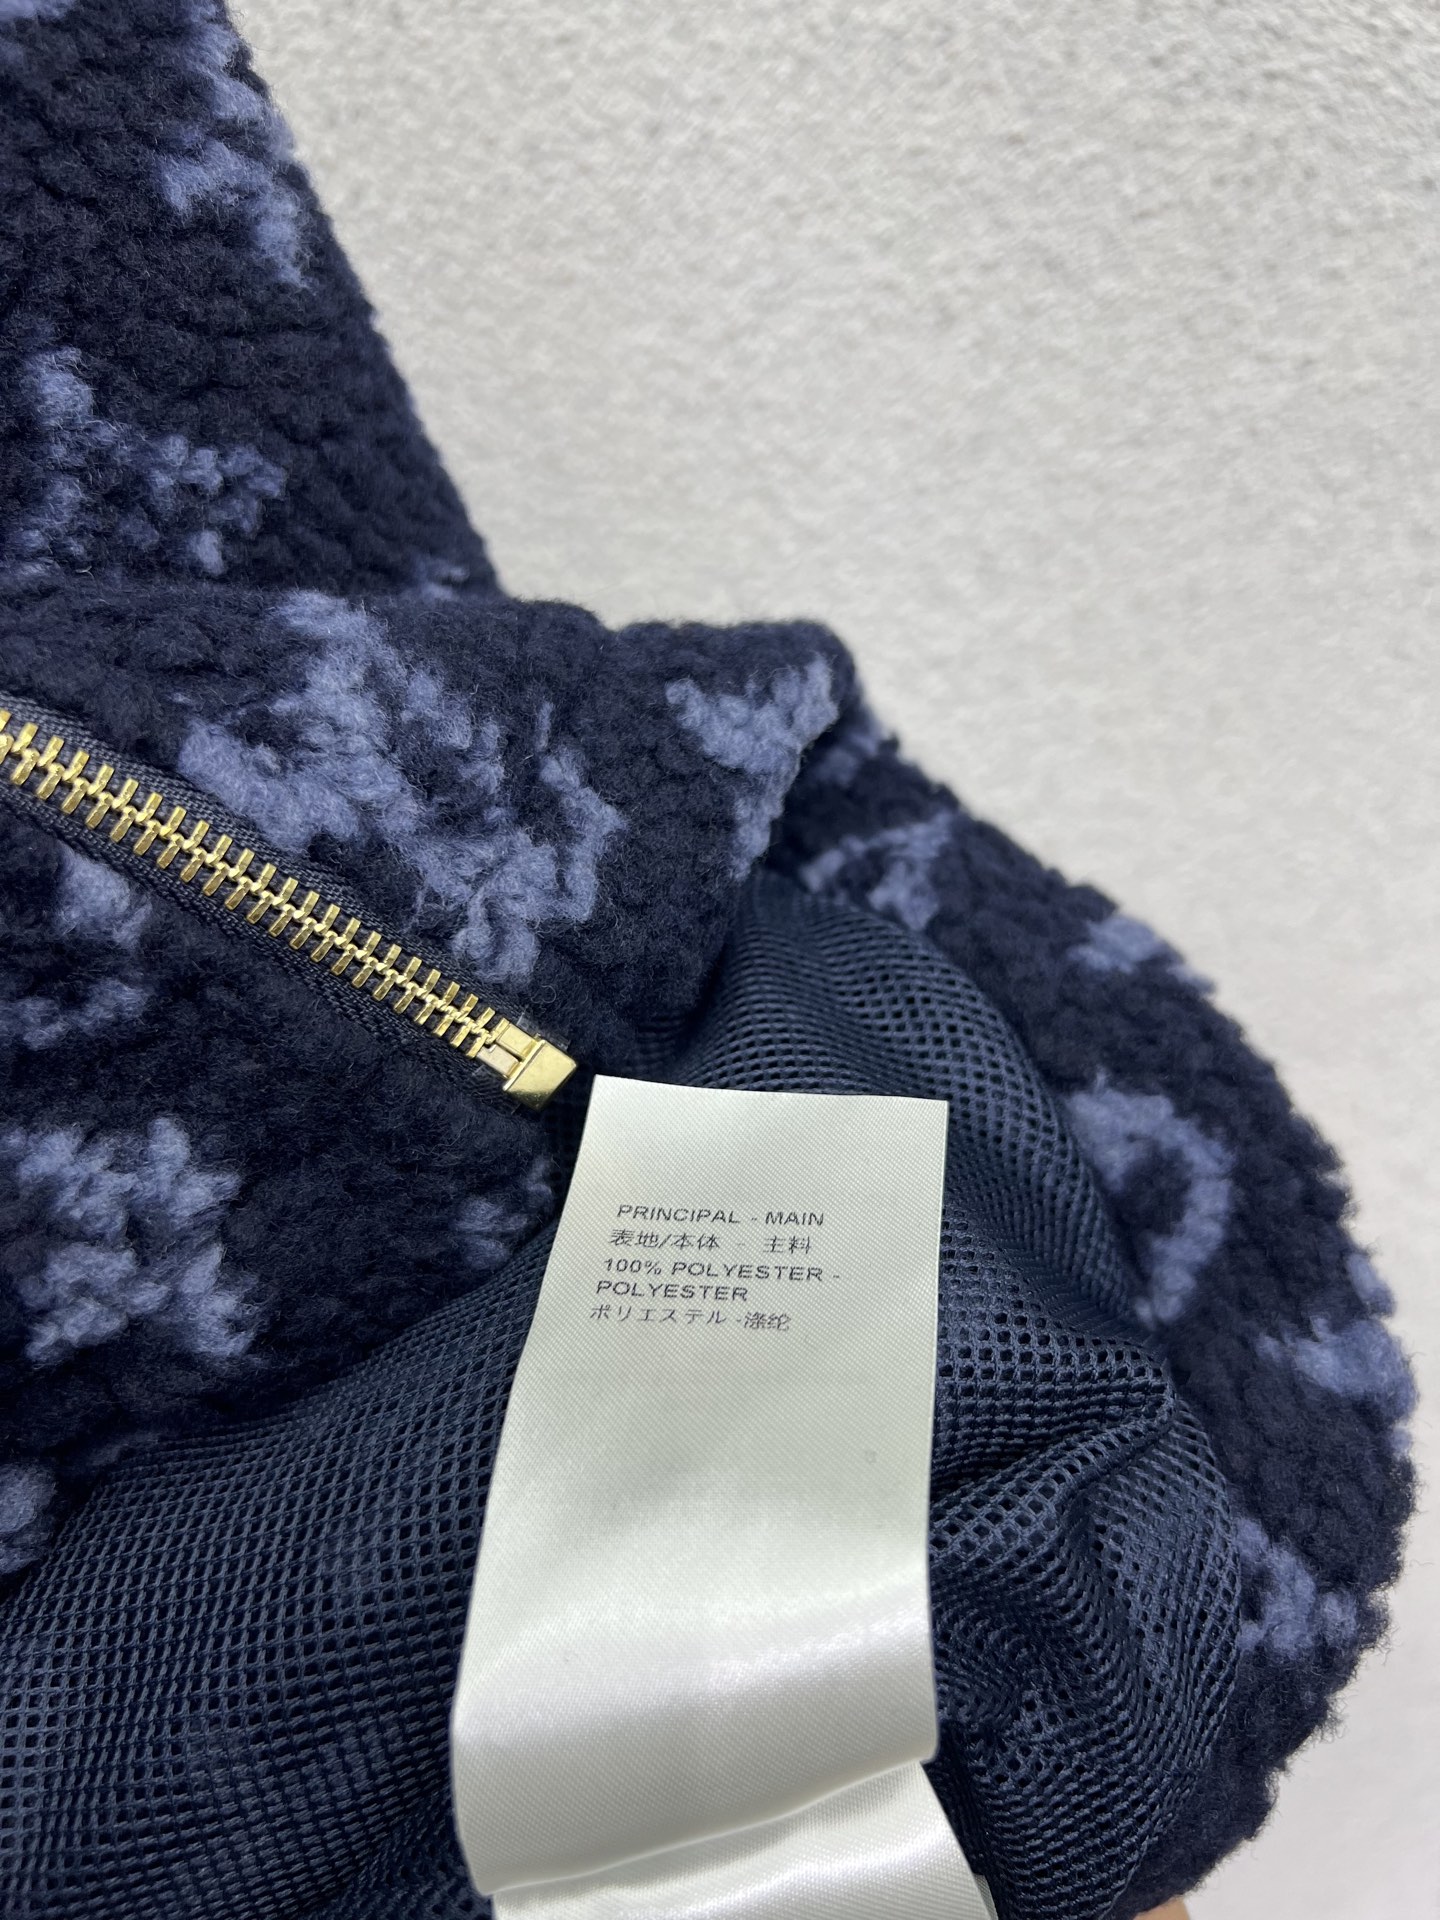 PRINCIPAL - MAIN
表地/本体 - 主料
100% POLYESTER -
POLYESTER
ポリエステル -涤纶